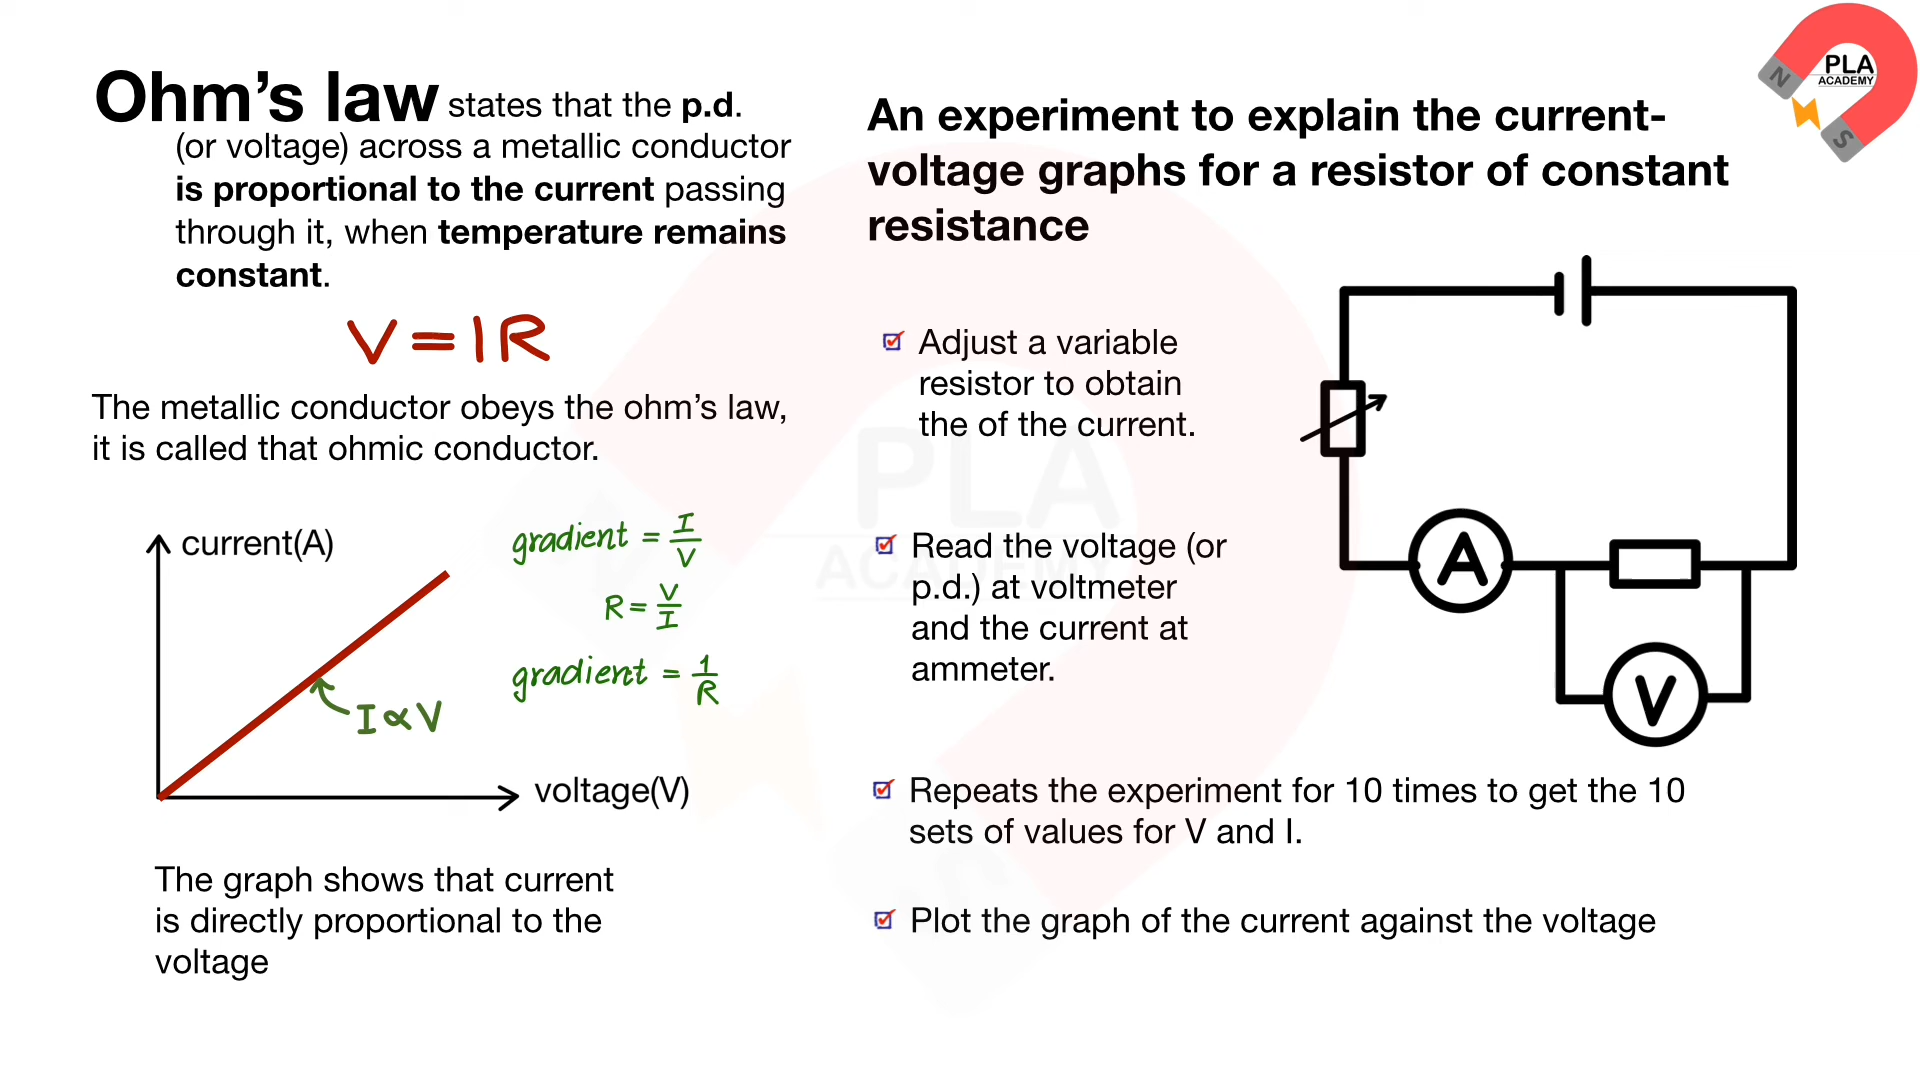 Ohm's law states that the p.d.
(or voltage) across a metallic conductor
is proportional to the current passing
through it, when temperature remains
constant.
V = IR
The metallic conductor obeys the ohm's law,
it is called that ohmic conductor.
current(A)
gradient = I/V
R = V/I
gradient = 1/R
I ∝ V
voltage(V)
The graph shows that current
is directly proportional to the
voltage
An experiment to explain the current-
voltage graphs for a resistor of constant
resistance
Adjust a variable
resistor to obtain
the of the current.
Read the voltage (or
p.d.) at voltmeter
and the current at
ammeter.
A
V
Repeats the experiment for 10 times to get the 10
sets of values for V and I.
Plot the graph of the current against the voltage
PLA
ACADEMY
N
S
PLA
ACADEMY